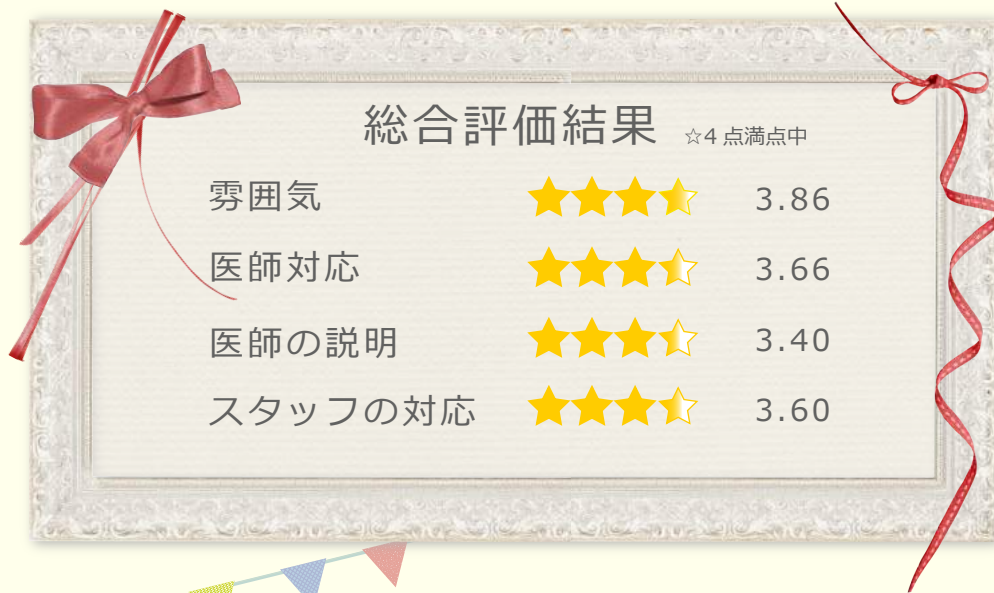 総合評価結果 ☆4点満点中
雰囲気 3.86
医師対応 3.66
医師の説明 3.40
スタッフの対応 3.60